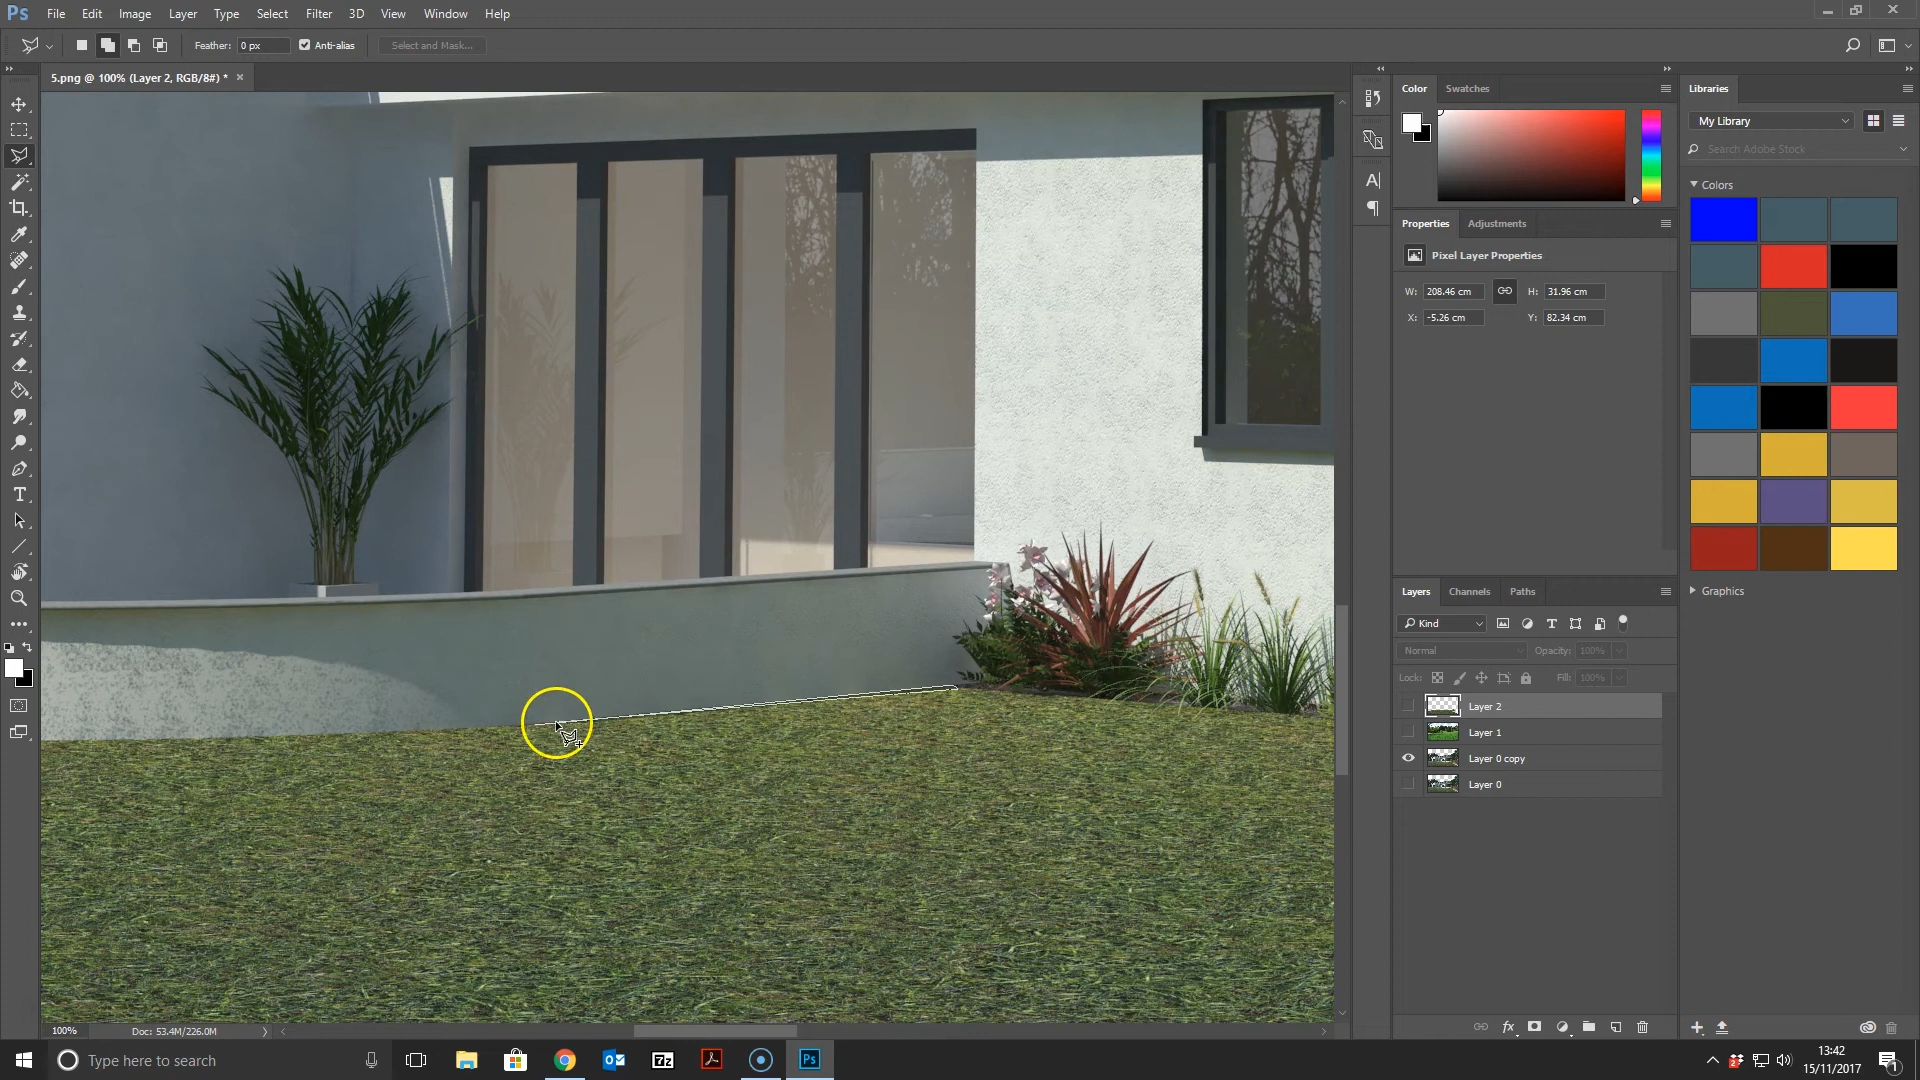 Ps File Edit Image Layer Type Select Filter 3D View Window Help
Feather: 0 px Anti-alias Select and Mask...
5.png @ 100% (Layer 2, RGB/8#) * ×
Color Swatches
Libraries
My Library
Search Adobe Stock
Colors
Properties Adjustments
Pixel Layer Properties
W: 208.46 cm H: 31.96 cm
X: -5.26 cm Y: 82.34 cm
Graphics
Layers Channels Paths
Kind
Normal Opacity: 100%
Lock: Fill: 100%
Layer 2
Layer 1
Layer 0 copy
Layer 0
fx
100% Doc: 53.4M/226.0M
Type here to search
7z
Ps
13:42
15/11/2017